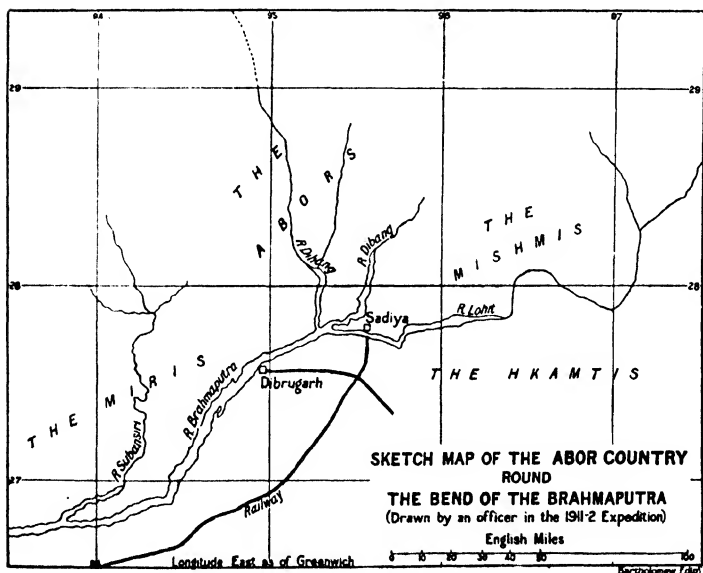 94 95 96 97
29 29
THE
ABORS
THE
MISHMIS
R. Dihang
R. Dibang
28 28
Sadiya
R. Lohit
THE MIRIS
R. Brahmaputra
Dibrugarh
THE HKAMTIS
R. Subansiri
27
Railway
SKETCH MAP OF THE ABOR COUNTRY
ROUND
THE BEND OF THE BRAHMAPUTRA
(Drawn by an officer in the 1911-2 Expedition)
English Miles
0 10 20 30 40 50 100
Longitude East as of Greenwich
Bartholomew, Edin.